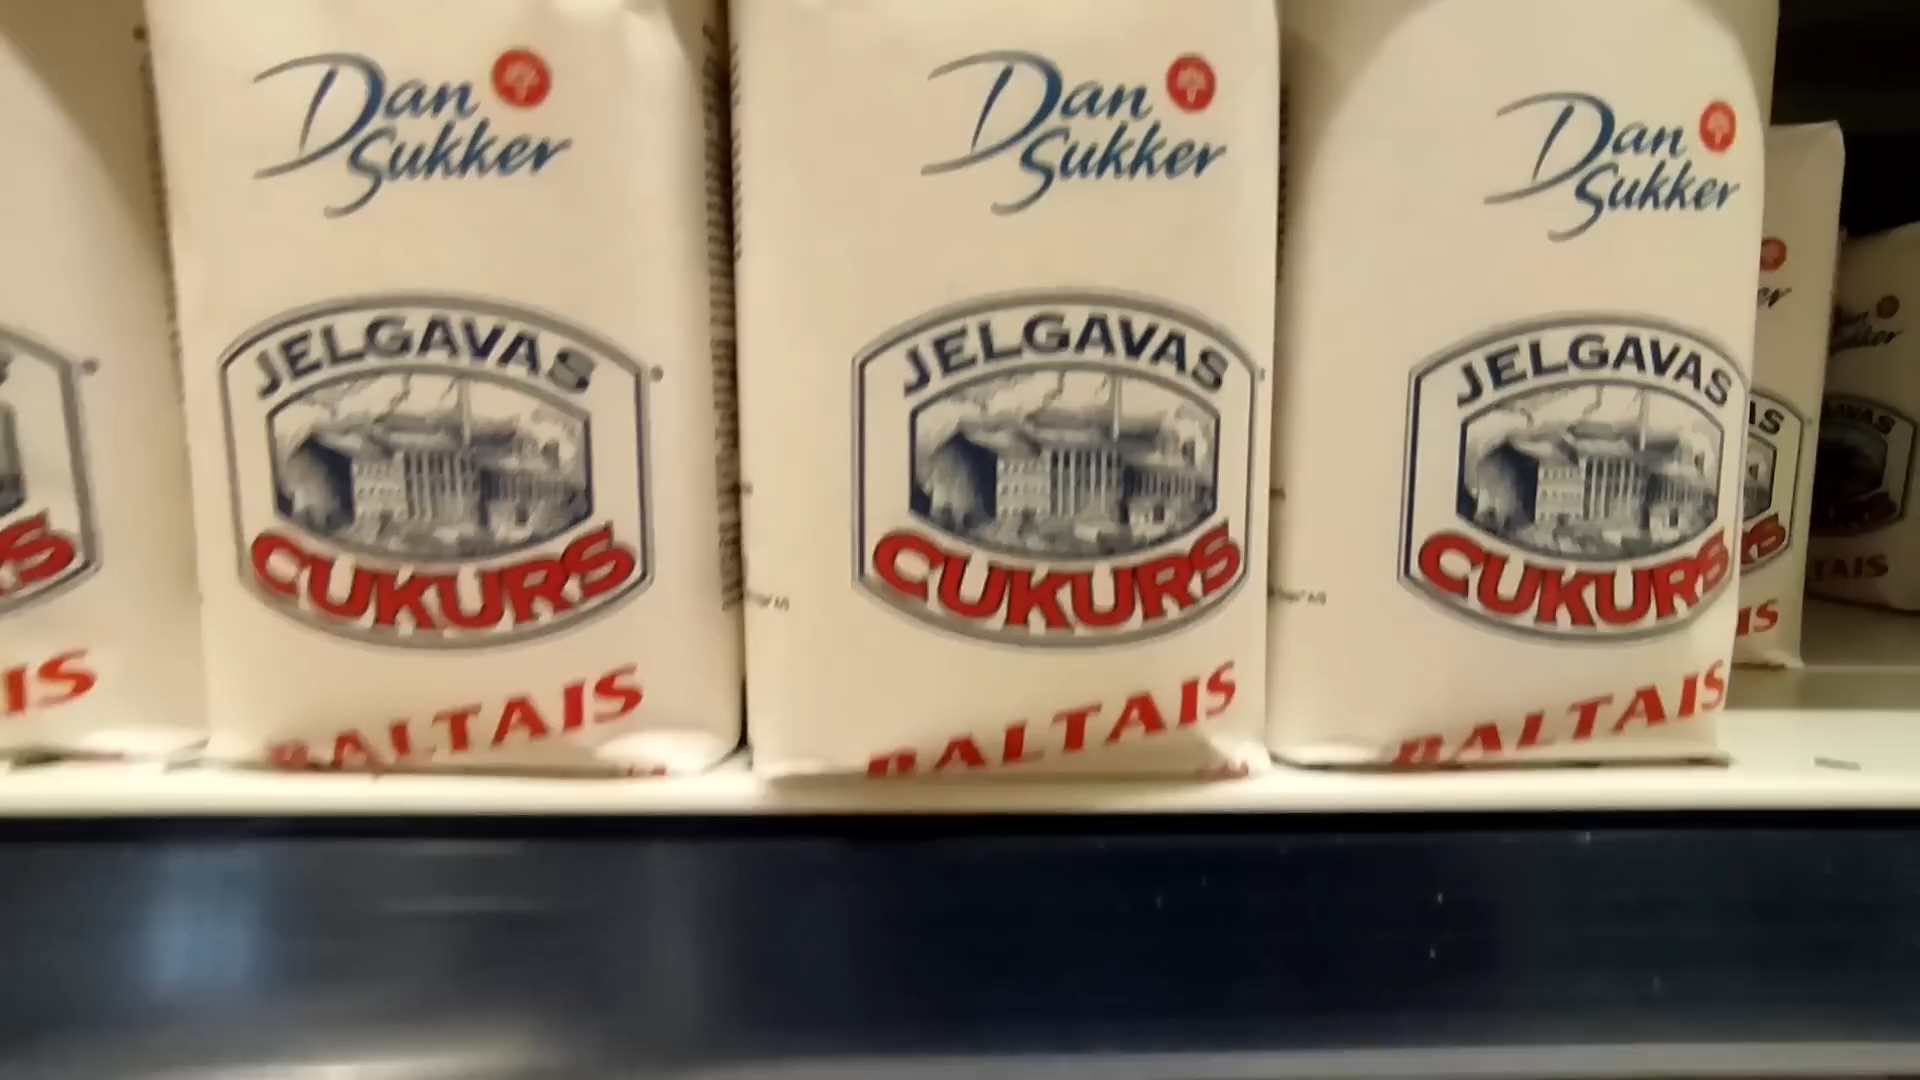 Dan
Sukker
JELGAVAS
CUKURS
BALTAIS
Dan
Sukker
JELGAVAS
CUKURS
BALTAIS
Dan
Sukker
JELGAVAS
CUKURS
BALTAIS